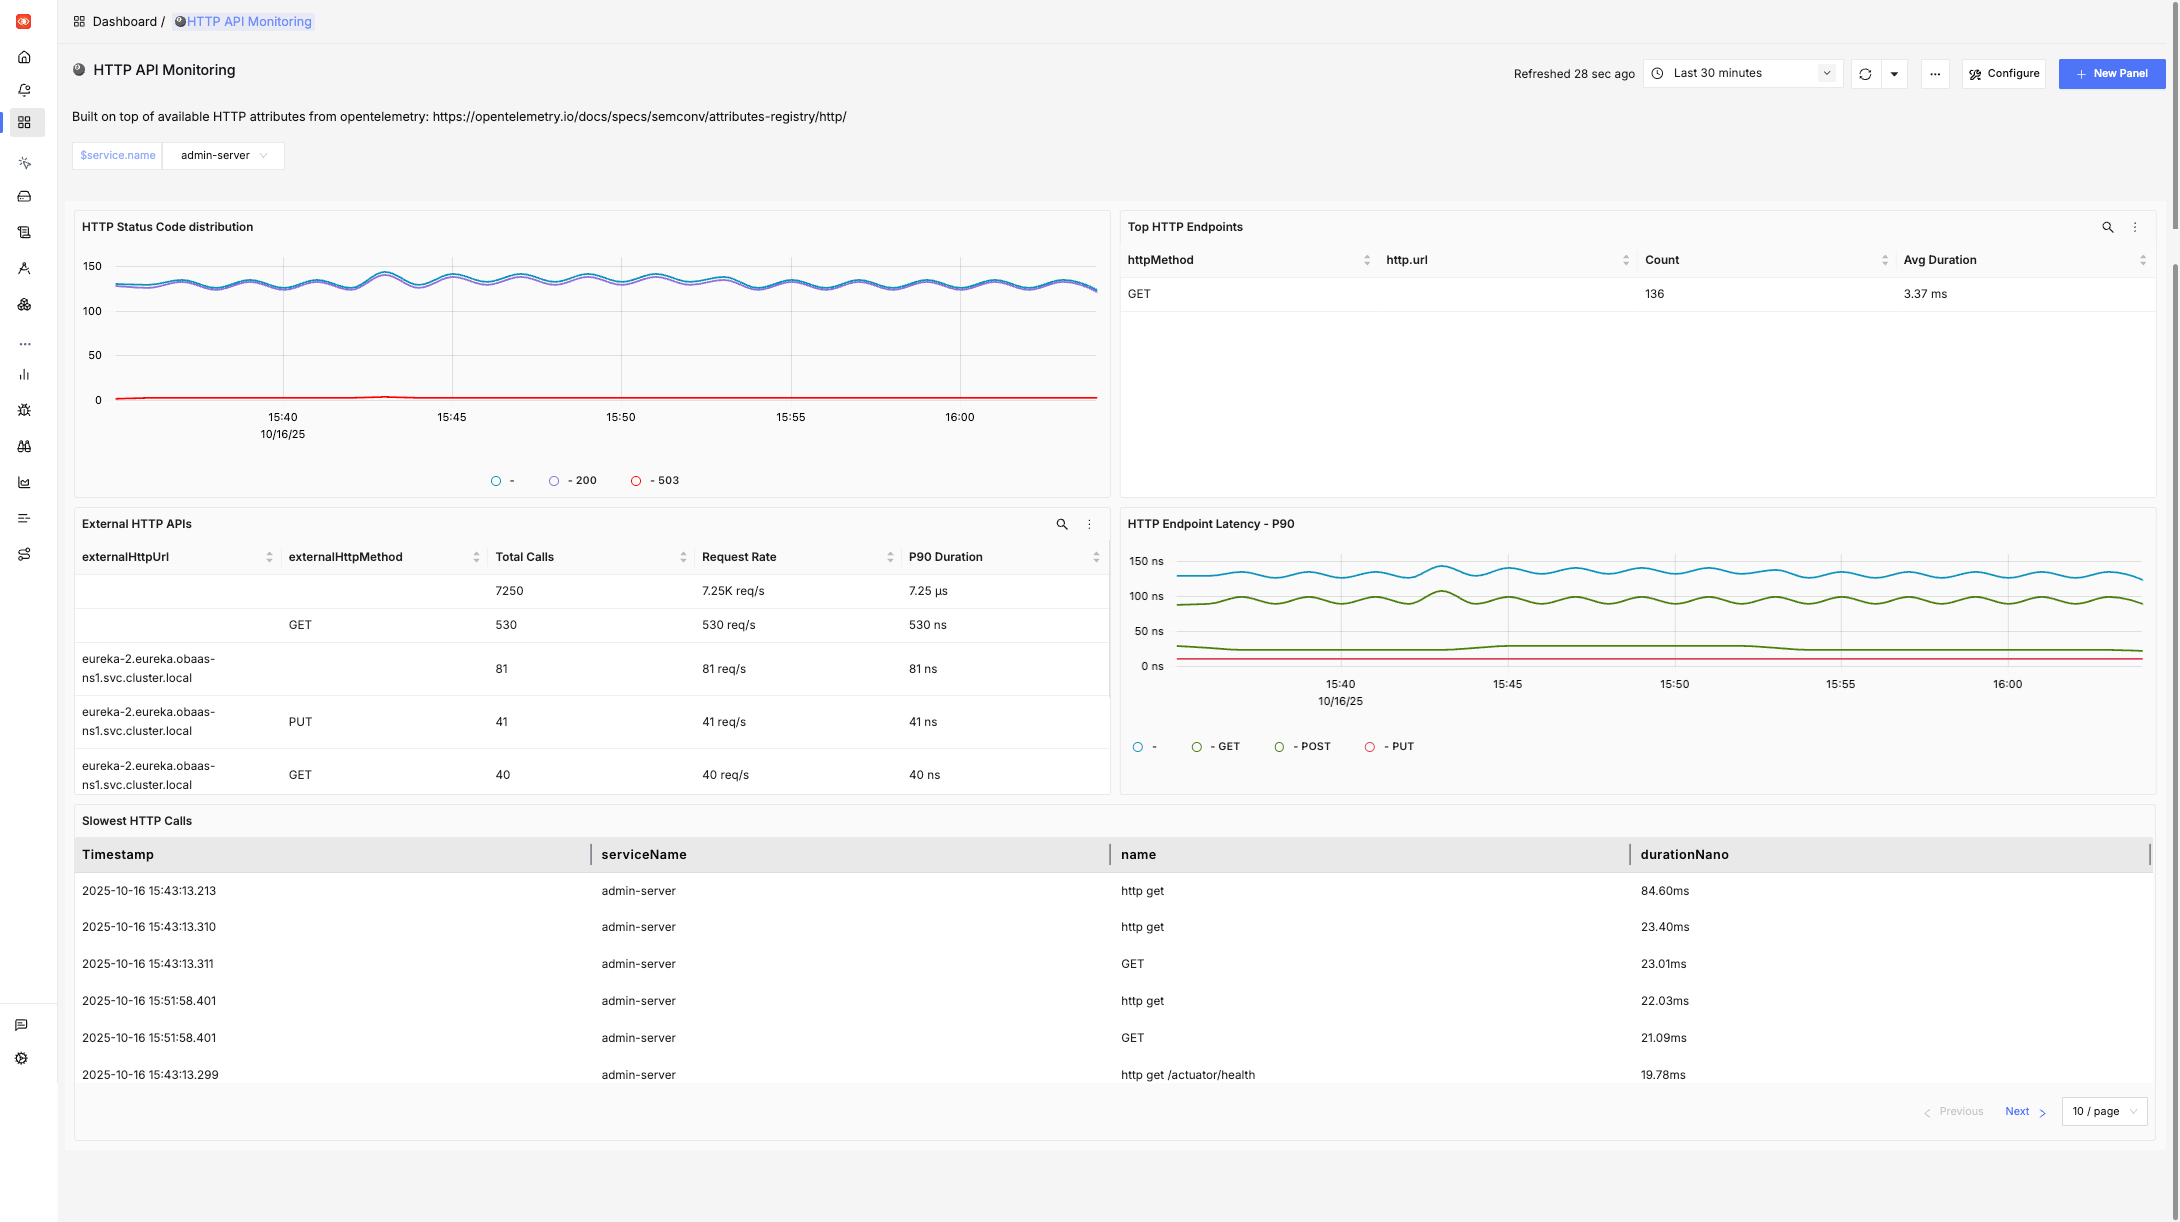 Dashboard / HTTP API Monitoring
HTTP API Monitoring
Refreshed 28 sec ago
Last 30 minutes
Configure
New Panel
Built on top of available HTTP attributes from opentelemetry: https://opentelemetry.io/docs/specs/semconv/attributes-registry/http/
$service.name admin-server
HTTP Status Code distribution
150
100
50
0
15:40 15:45 15:50 15:55 16:00
10/16/25
- - 200 - 503
Top HTTP Endpoints
httpMethod http.url Count Avg Duration
GET 136 3.37 ms
External HTTP APIs
externalHttpUrl externalHttpMethod Total Calls Request Rate P90 Duration
7250 7.25K req/s 7.25 µs
GET 530 530 req/s 530 ns
eureka-2.eureka.obaas-
ns1.svc.cluster.local
81 81 req/s 81 ns
eureka-2.eureka.obaas-
ns1.svc.cluster.local
PUT 41 41 req/s 41 ns
eureka-2.eureka.obaas-
ns1.svc.cluster.local
GET 40 40 req/s 40 ns
HTTP Endpoint Latency - P90
150 ns
100 ns
50 ns
0 ns
15:40 15:45 15:50 15:55 16:00
10/16/25
- - GET - POST - PUT
Slowest HTTP Calls
Timestamp serviceName name durationNano
2025-10-16 15:43:13.213 admin-server http get 84.60ms
2025-10-16 15:43:13.310 admin-server http get 23.40ms
2025-10-16 15:43:13.311 admin-server GET 23.01ms
2025-10-16 15:51:58.401 admin-server http get 22.03ms
2025-10-16 15:51:58.401 admin-server GET 21.09ms
2025-10-16 15:43:13.299 admin-server http get /actuator/health 19.78ms
Previous Next 10 / page